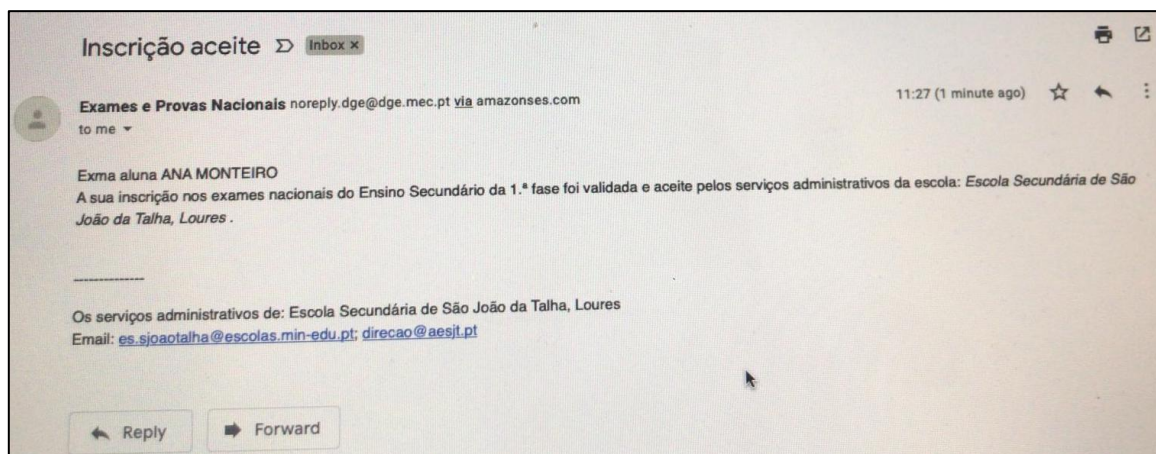 Inscrição aceite Inbox x
Exames e Provas Nacionais noreply.dge@dge.mec.pt via amazonses.com 11:27 (1 minute ago)
to me
Exma aluna ANA MONTEIRO
A sua inscrição nos exames nacionais do Ensino Secundário da 1.ª fase foi validada e aceite pelos serviços administrativos da escola: Escola Secundária de São
João da Talha, Loures .
--------------
Os serviços administrativos de: Escola Secundária de São João da Talha, Loures
Email: es.sjoaotalha@escolas.min-edu.pt; direcao@aesjt.pt
Reply Forward